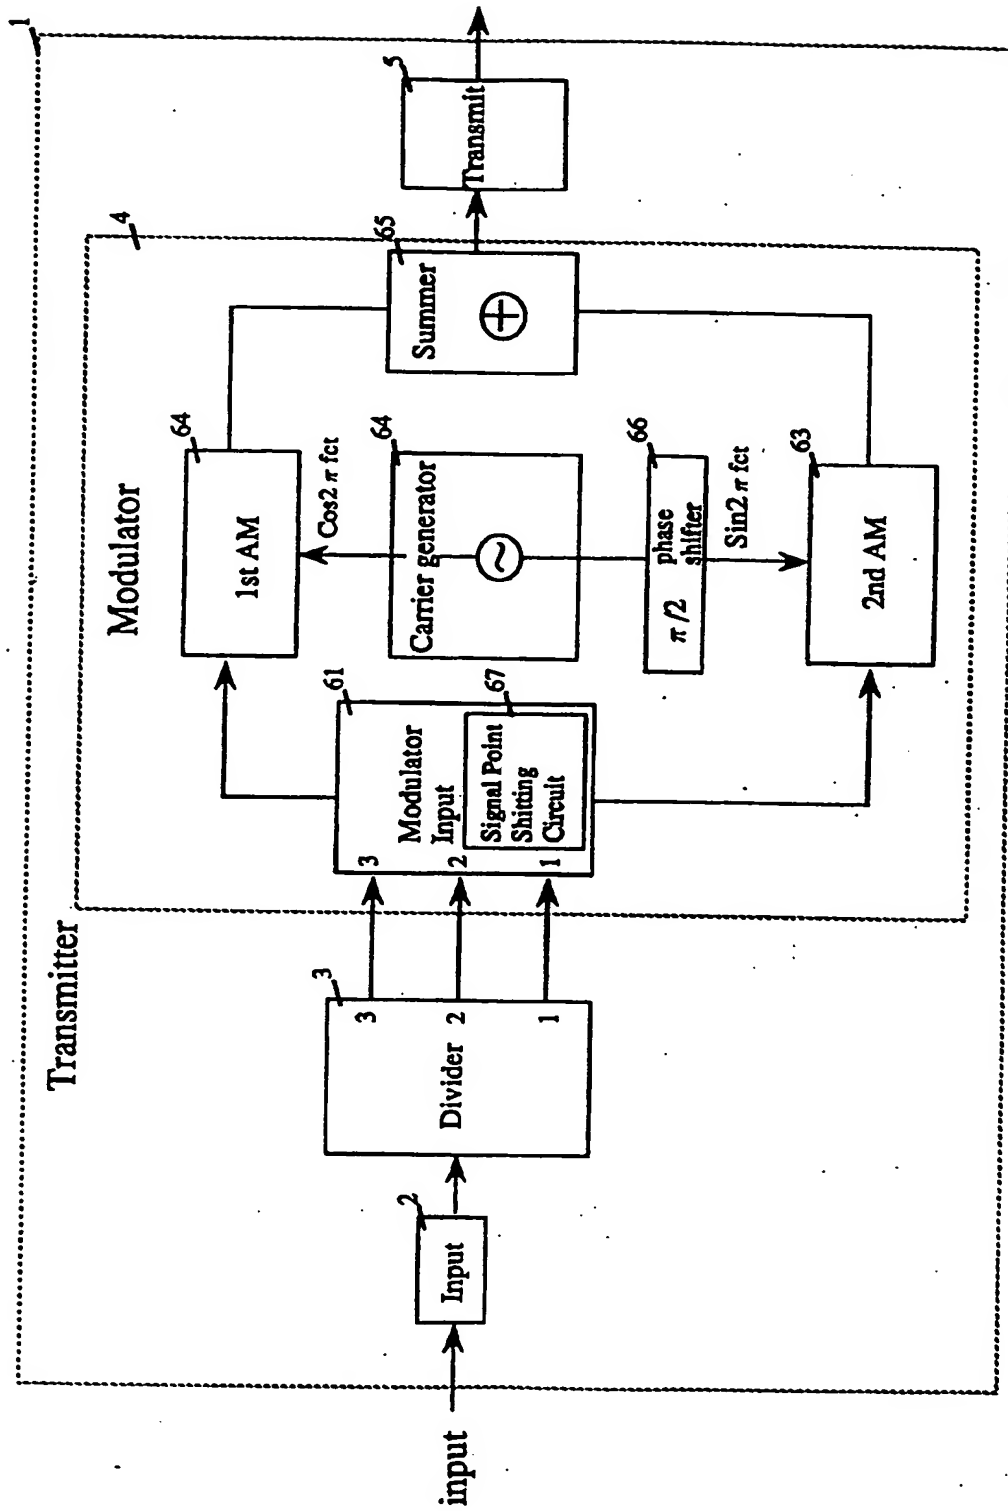 1
Transmitter
4
Modulator
input
2
Input
3
Divider
3
2
1
61
Modulator
Input
3
2
1
67
Signal Point
Shitting
Circuit
64
1st AM
Cos2 π fct
64
Carrier generator
~
66
phase
shifter
π/2
Sin2 π fct
63
2nd AM
65
Summer
+
5
Transmit